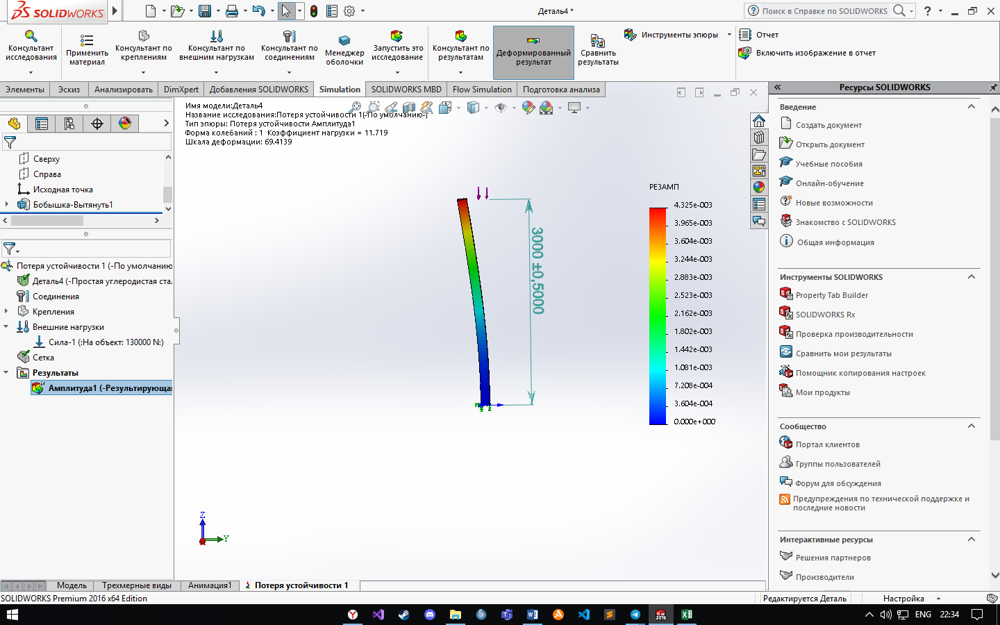 SOLIDWORKS
Деталь4 *
Поиск в Справке по SOLIDWORKS
Консультант исследования
Применить материал
Консультант по креплениям
Консультант по внешним нагрузкам
Консультант по соединениям
Менеджер оболочки
Запустить это исследование
Консультант по результатам
Деформированный результат
Сравнить результаты
Инструменты эпюры
Отчет
Включить изображение в отчет
Элементы
Эскиз
Анализировать
DimXpert
Добавления SOLIDWORKS
Simulation
SOLIDWORKS MBD
Flow Simulation
Подготовка анализа
Сверху
Справа
Исходная точка
Бобышка-Вытянуть1
Потеря устойчивости 1 (-По умолчанию
Деталь4 (-Простая углеродистая ста
Соединения
Крепления
Внешние нагрузки
Сила-1 (:На объект: 130000 N:)
Сетка
Результаты
Амплитуда1 (-Результирующа
Имя модели:Деталь4
Название исследования:Потеря устойчивости 1(-По умолчанию-)
Тип эпюры: Потеря устойчивости Амплитуда1
Форма колебаний : 1  Коэффициент нагрузки = 11.719
Шкала деформации: 69.4139
3000 ±0,5000
РЕЗАМП
4.325e-003
3.965e-003
3.604e-003
3.244e-003
2.883e-003
2.523e-003
2.162e-003
1.802e-003
1.442e-003
1.081e-003
7.208e-004
3.604e-004
0.000e+000
Z
Y
Ресурсы SOLIDWORKS
Введение
Создать документ
Открыть документ
Учебные пособия
Онлайн-обучение
Новые возможности
Знакомство с SOLIDWORKS
Общая информация
Инструменты SOLIDWORKS
Property Tab Builder
SOLIDWORKS Rx
Проверка производительности
Сравнить мои результаты
Помощник копирования настроек
Мои продукты
Сообщество
Портал клиентов
Группы пользователей
Форум для обсуждения
Предупреждения по технической поддержке и
последние новости
Интерактивные ресурсы
Решения партнеров
Производители
Модель
Трехмерные виды
Анимация1
Потеря устойчивости 1
SOLIDWORKS Premium 2016 x64 Edition
Редактируется Деталь
Настройка
ENG
22:34